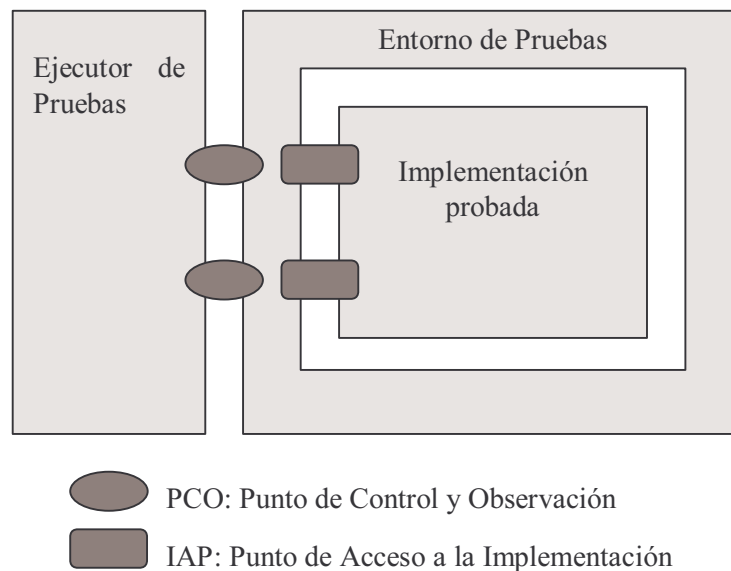 Ejecutor de
Pruebas
Entorno de Pruebas
Implementación
probada
PCO: Punto de Control y Observación
IAP: Punto de Acceso a la Implementación